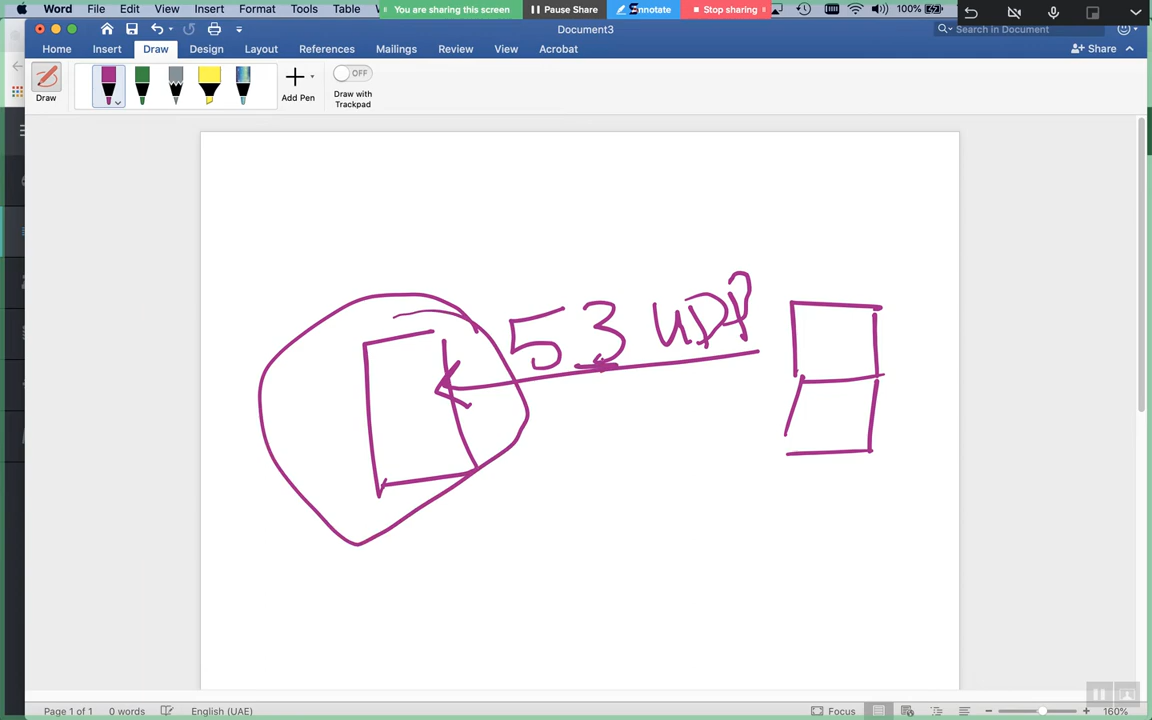 Word File Edit View Insert Format Tools Table You are sharing this screen Pause Share Annotate Stop sharing 100%
Document3 Search in Document
Home Insert Draw Design Layout References Mailings Review View Acrobat Share
OFF
Draw Add Pen Draw with
Trackpad
53 UDP
Page 1 of 1 0 words English (UAE) Focus 160%